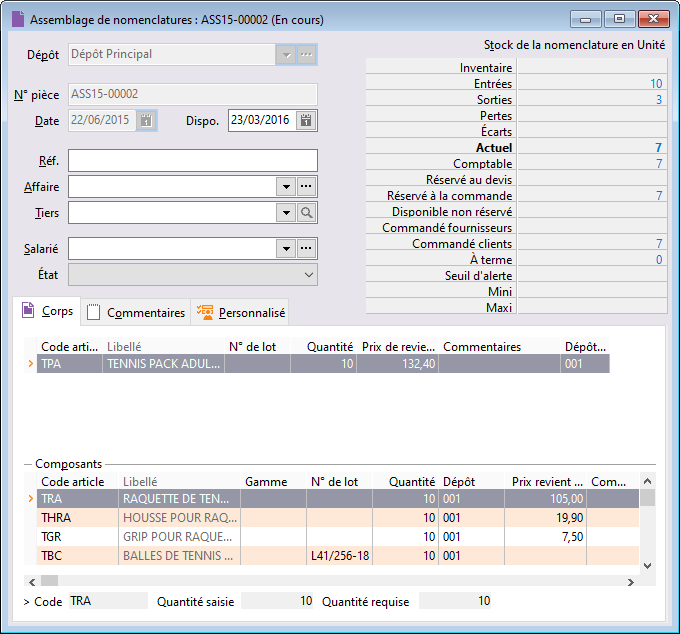 Assemblage de nomenclatures : ASS15-00002 (En cours)
Dépôt Dépôt Principal
N° pièce ASS15-00002
Date 22/06/2015 Dispo. 23/03/2016
Réf.
Affaire
Tiers
Salarié
État
Stock de la nomenclature en Unité
Inventaire
Entrées 10
Sorties 3
Pertes
Écarts
Actuel 7
Comptable 7
Réservé au devis
Réservé à la commande 7
Disponible non réservé
Commandé fournisseurs
Commandé clients 7
À terme 0
Seuil d'alerte
Mini
Maxi
Corps Commentaires Personnalisé
Code arti... Libellé N° de lot Quantité Prix de revie... Commentaires Dépôt...
TPA TENNIS PACK ADUL... 10 132,40 001
Composants
Code article Libellé Gamme N° de lot Quantité Dépôt Prix revient ... Com...
TRA RAQUETTE DE TEN... 10 001 105,00
THRA HOUSSE POUR RAQ... 10 001 19,90
TGR GRIP POUR RAQUE... 10 001 7,50
TBC BALLES DE TENNIS ... L41/256-18 10 001
> Code TRA Quantité saisie 10 Quantité requise 10